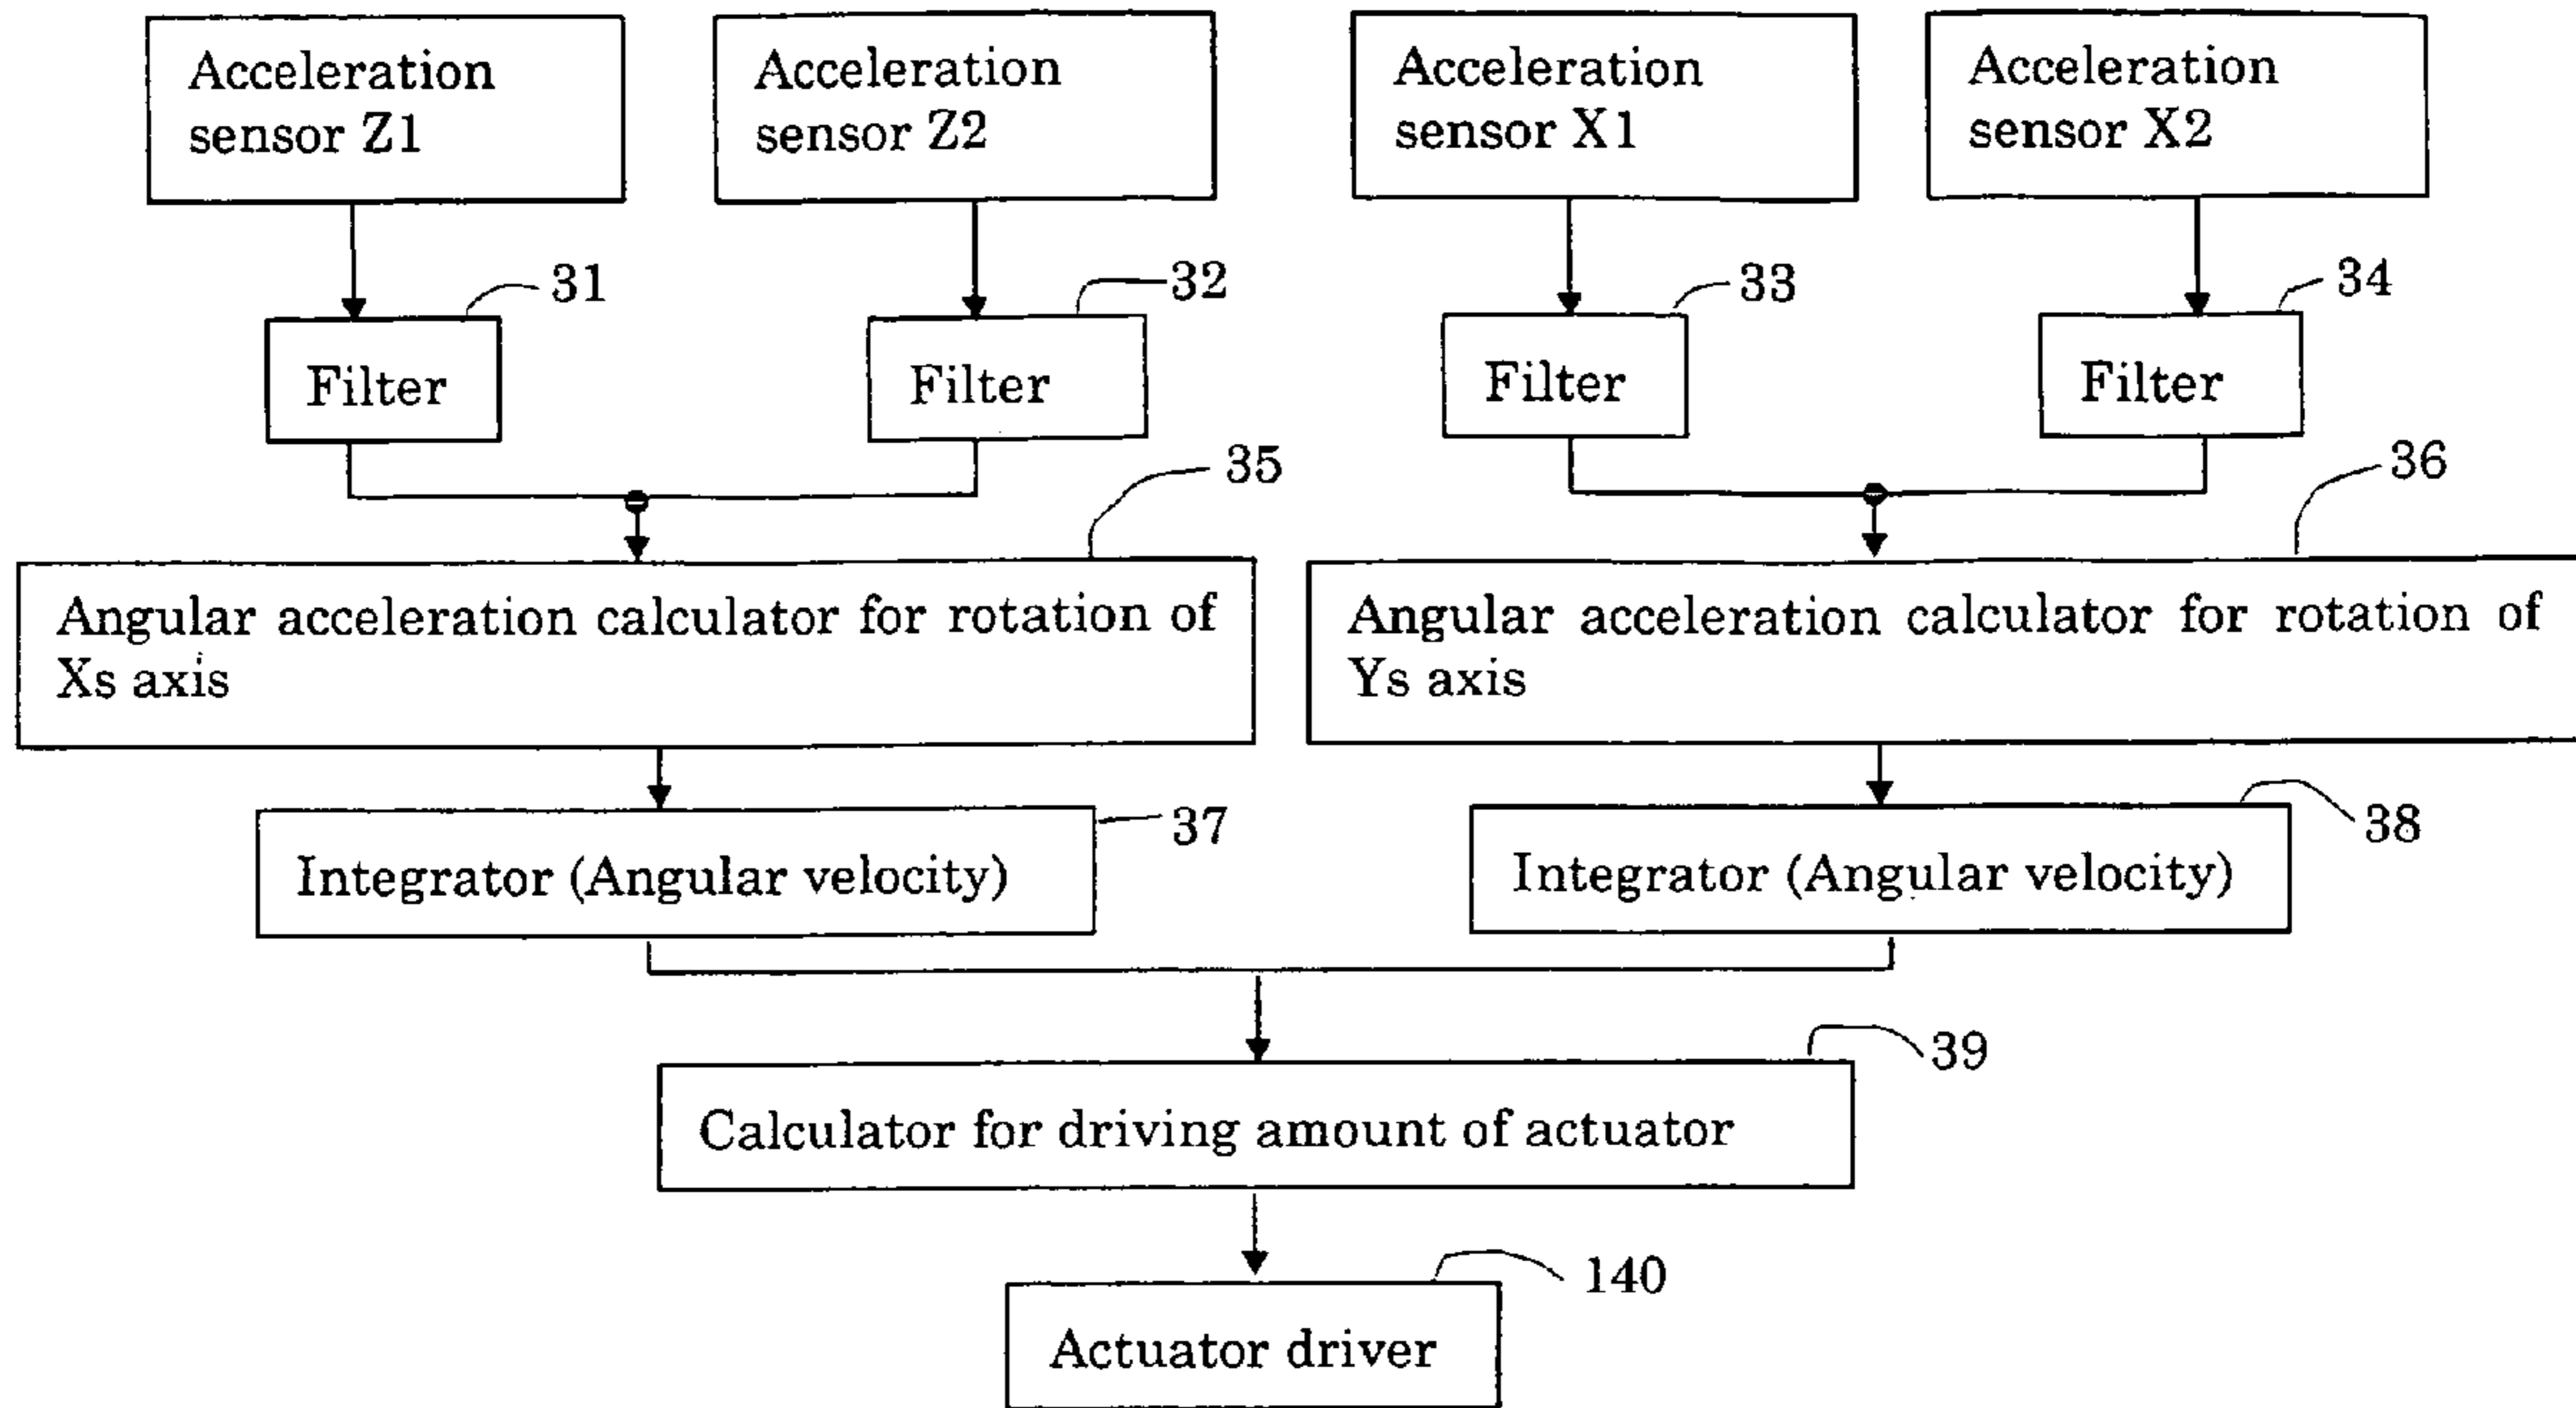 Acceleration
sensor Z1
Acceleration
sensor Z2
Acceleration
sensor X1
Acceleration
sensor X2
31
32
33
34
Filter
Filter
Filter
Filter
35
36
Angular acceleration calculator for rotation of
Xs axis
Angular acceleration calculator for rotation of
Ys axis
37
38
Integrator (Angular velocity)
Integrator (Angular velocity)
39
Calculator for driving amount of actuator
140
Actuator driver